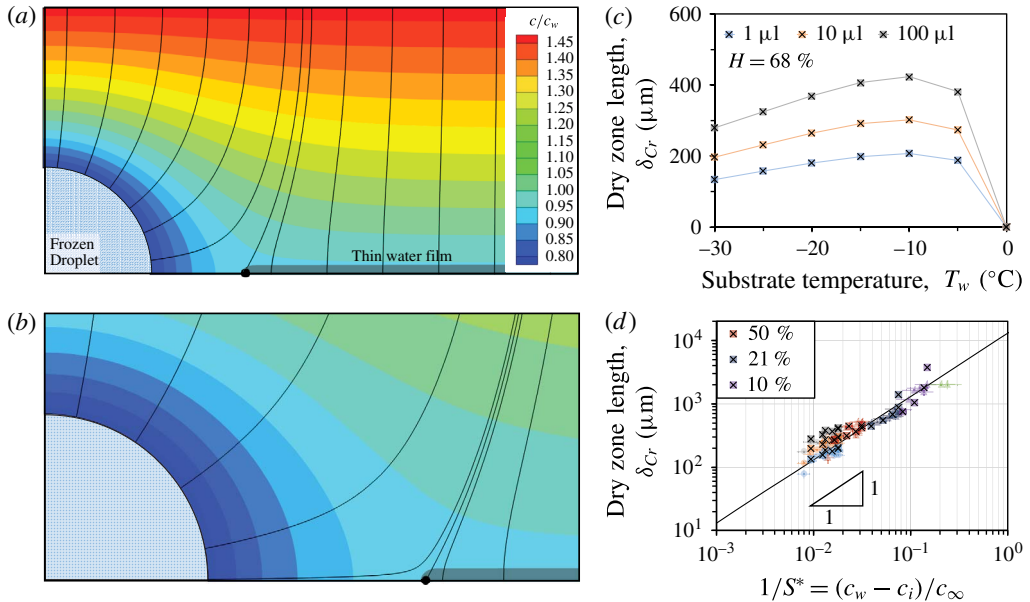 (a)
c/c_w
1.45
1.40
1.35
1.30
1.25
1.20
1.15
1.10
1.05
1.00
0.95
0.90
0.85
0.80
Frozen
Droplet
Thin water film
(b)
(c)
600
400
200
0
1 μl 10 μl 100 μl
H = 68 %
Dry zone length,
δ_Cr (μm)
−30 −20 −10 0
Substrate temperature, T_w (°C)
(d)
10^4
10^3
10^2
10^1
50 %
21 %
10 %
1
1
Dry zone length,
δ_Cr (μm)
10^−3 10^−2 10^−1 10^0
1/S* = (c_w − c_i)/c_∞